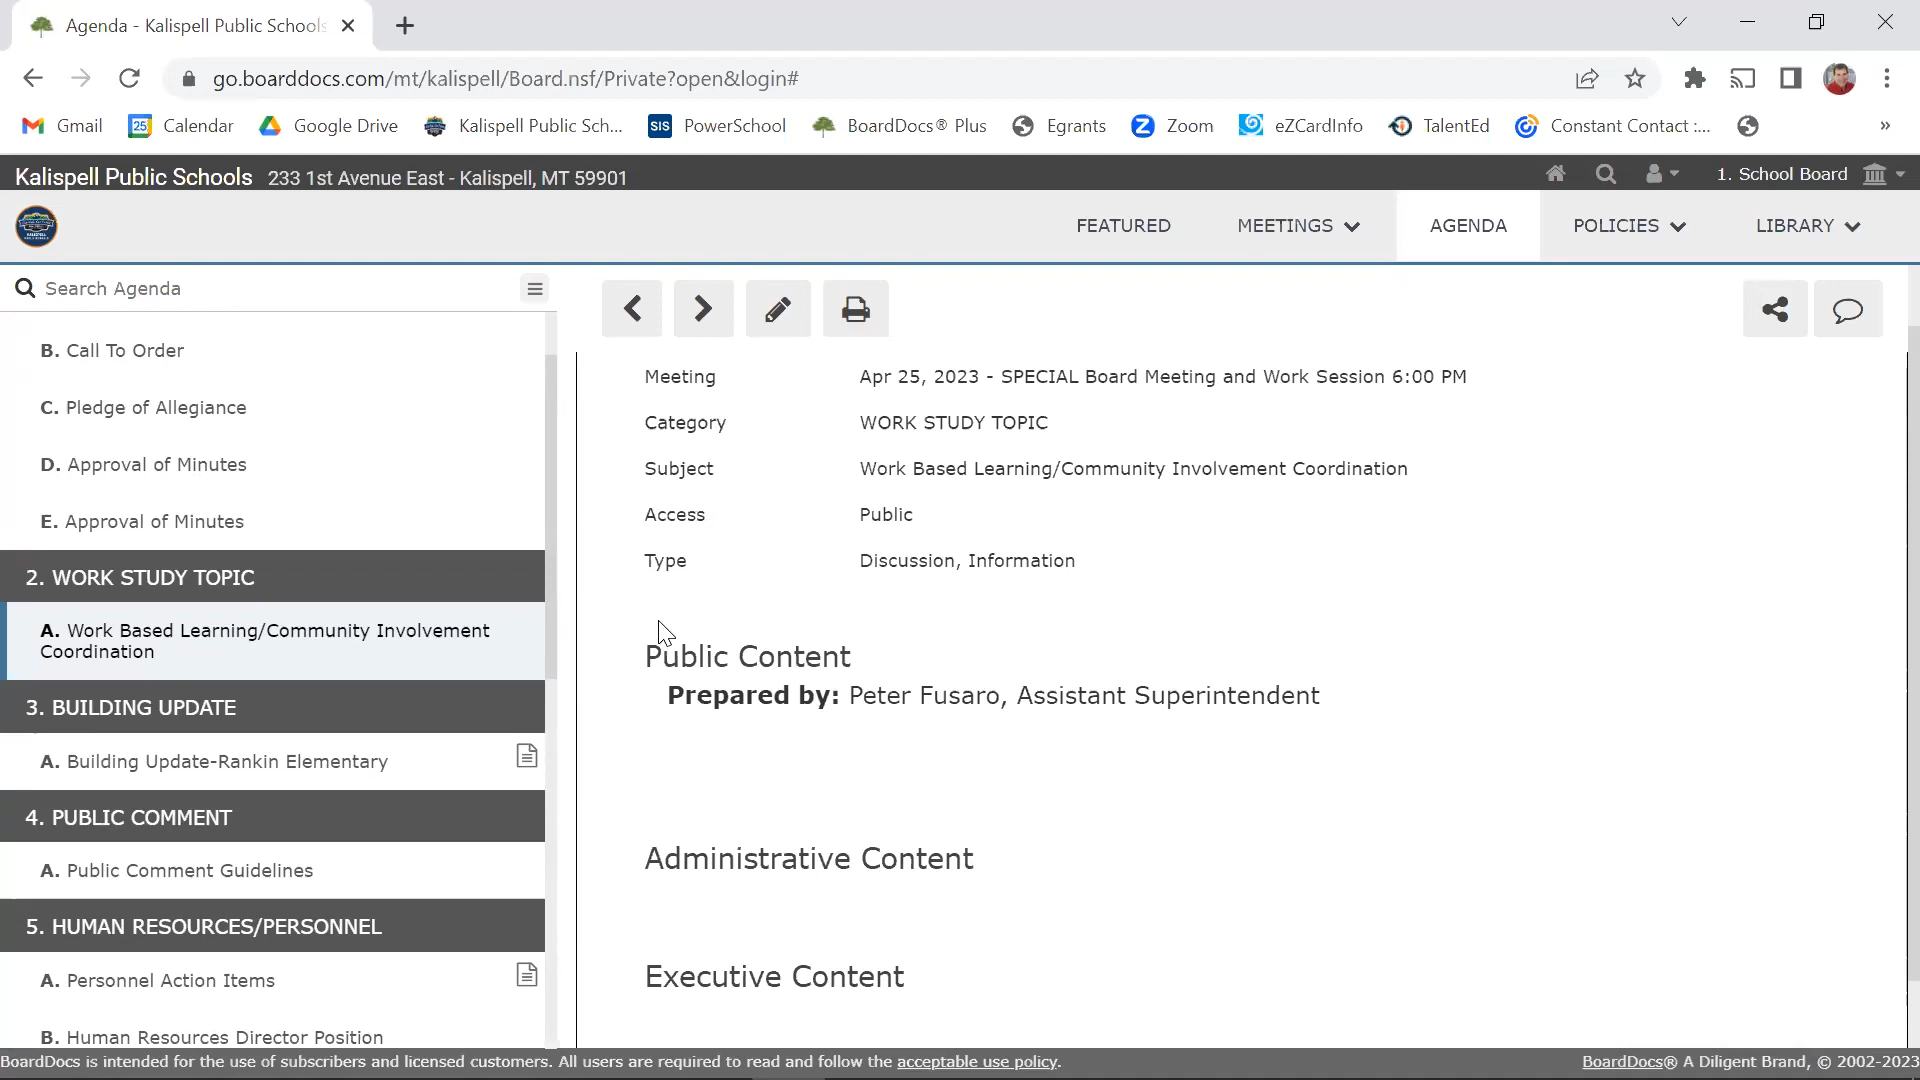 Agenda - Kalispell Public Schools
go.boarddocs.com/mt/kalispell/Board.nsf/Private?open&login#
Gmail
25 Calendar
Google Drive
Kalispell Public Sch...
SIS PowerSchool
BoardDocs® Plus
Egrants
Zoom
eZCardInfo
TalentEd
Constant Contact :...
»
Kalispell Public Schools 233 1st Avenue East - Kalispell, MT 59901
1. School Board
FEATURED MEETINGS AGENDA POLICIES LIBRARY
Search Agenda
B. Call To Order
C. Pledge of Allegiance
D. Approval of Minutes
E. Approval of Minutes
2. WORK STUDY TOPIC
A. Work Based Learning/Community Involvement
Coordination
3. BUILDING UPDATE
A. Building Update-Rankin Elementary
4. PUBLIC COMMENT
A. Public Comment Guidelines
5. HUMAN RESOURCES/PERSONNEL
A. Personnel Action Items
B. Human Resources Director Position
Meeting Apr 25, 2023 - SPECIAL Board Meeting and Work Session 6:00 PM
Category WORK STUDY TOPIC
Subject Work Based Learning/Community Involvement Coordination
Access Public
Type Discussion, Information
Public Content
Prepared by: Peter Fusaro, Assistant Superintendent
Administrative Content
Executive Content
BoardDocs is intended for the use of subscribers and licensed customers. All users are required to read and follow the acceptable use policy.
BoardDocs® A Diligent Brand, © 2002-2023